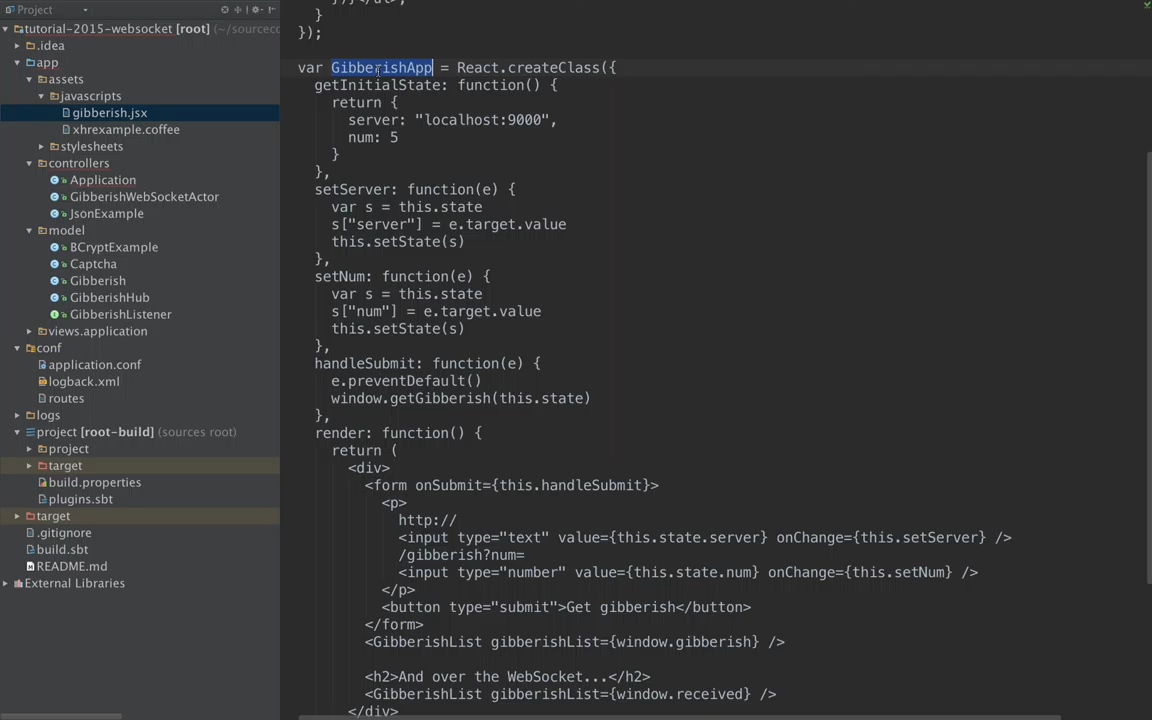 Project
tutorial-2015-websocket [root] (~/sourcecc
.idea
app
assets
javascripts
gibberish.jsx
xhrexample.coffee
stylesheets
controllers
Application
GibberishWebSocketActor
JsonExample
model
BCryptExample
Captcha
Gibberish
GibberishHub
GibberishListener
views.application
conf
application.conf
logback.xml
routes
logs
project [root-build] (sources root)
project
target
build.properties
plugins.sbt
target
.gitignore
build.sbt
README.md
External Libraries
}
});
var GibberishApp = React.createClass({
getInitialState: function() {
return {
server: "localhost:9000",
num: 5
}
},
setServer: function(e) {
var s = this.state
s["server"] = e.target.value
this.setState(s)
},
setNum: function(e) {
var s = this.state
s["num"] = e.target.value
this.setState(s)
},
handleSubmit: function(e) {
e.preventDefault()
window.getGibberish(this.state)
},
render: function() {
return (
<div>
<form onSubmit={this.handleSubmit}>
<p>
http://
<input type="text" value={this.state.server} onChange={this.setServer} />
/gibberish?num=
<input type="number" value={this.state.num} onChange={this.setNum} />
</p>
<button type="submit">Get gibberish</button>
</form>
<GibberishList gibberishList={window.gibberish} />
<h2>And over the WebSocket...</h2>
<GibberishList gibberishList={window.received} />
</div>